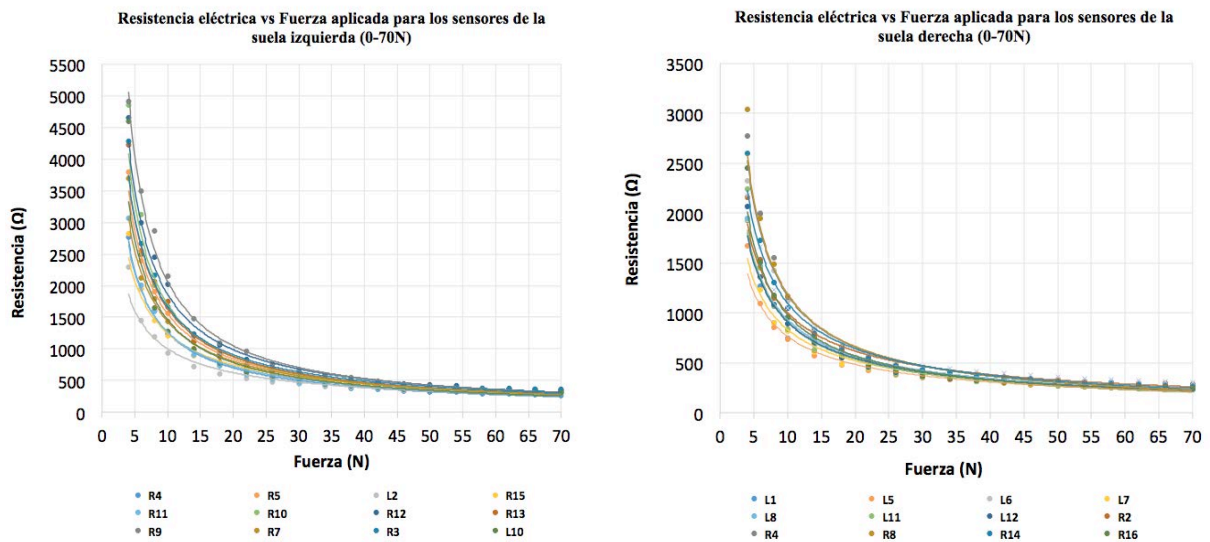 Resistencia eléctrica vs Fuerza aplicada para los sensores de la
suela izquierda (0-70N)
Resistencia (Ω)
5500
5000
4500
4000
3500
3000
2500
2000
1500
1000
500
0
0 5 10 15 20 25 30 35 40 45 50 55 60 65 70
Fuerza (N)
R4 R5 L2 R15
R11 R10 R12 R13
R9 R7 R3 L10
Resistencia eléctrica vs Fuerza aplicada para los sensores de la
suela derecha (0-70N)
Resistencia (Ω)
3500
3000
2500
2000
1500
1000
500
0
0 5 10 15 20 25 30 35 40 45 50 55 60 65 70
Fuerza (N)
L1 L5 L6 L7
L8 L11 L12 R2
R4 R8 R14 R16